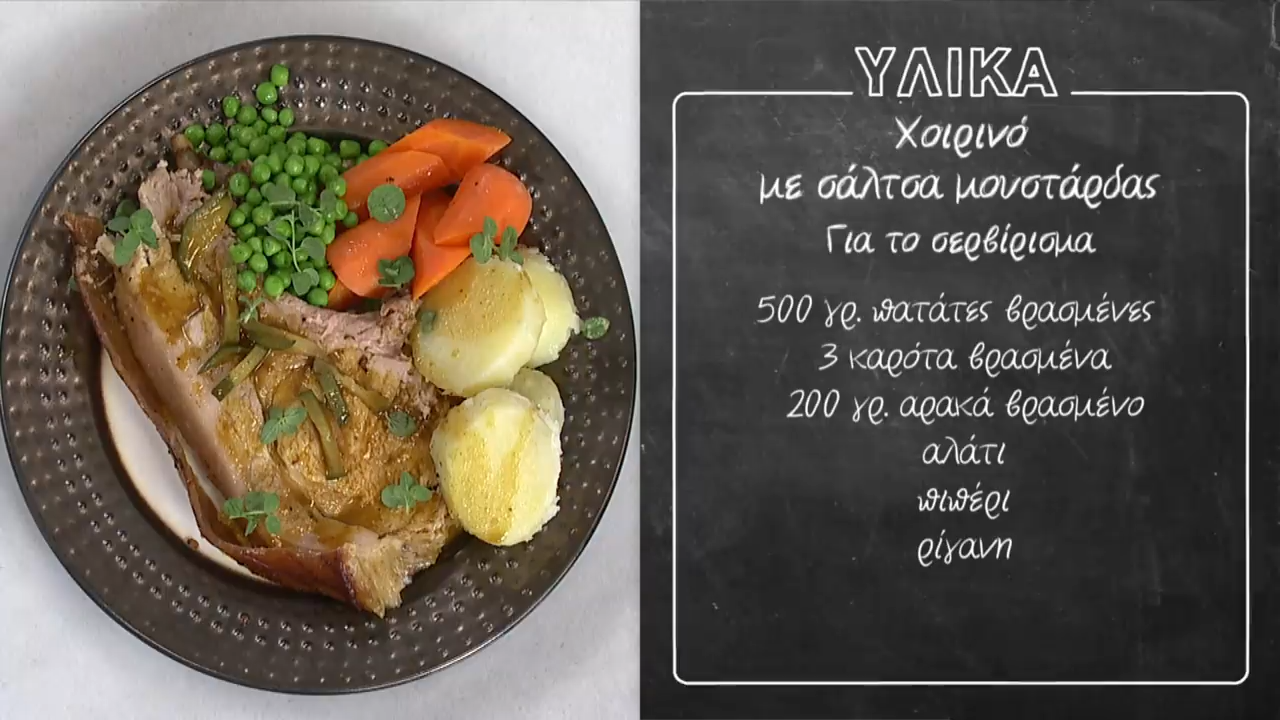 ΥΛΙΚΑ
Χοιρινό
με σάλτσα μουστάρδας
Για το σερβίρισμα
500 γρ. πατάτες βρασμένες
3 καρότα βρασμένα
200 γρ. αρακά βρασμένο
αλάτι
πιπέρι
ρίγανη